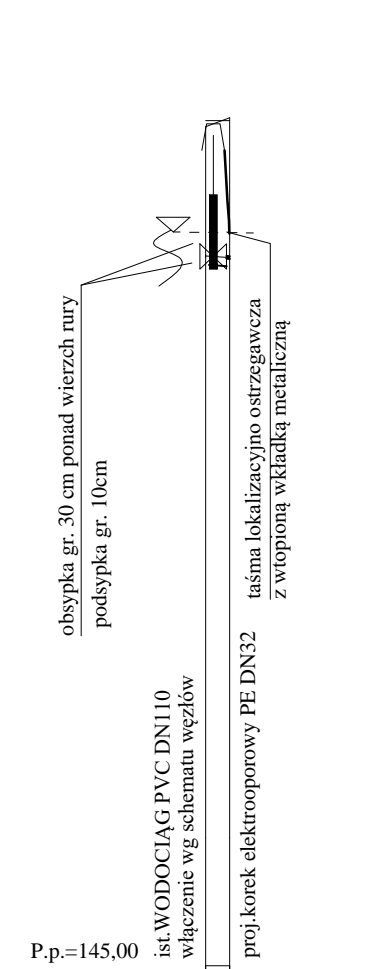 obsypka gr. 30 cm ponad wierzch rury
podsypka gr. 10cm
ist.WODOCIĄG PVC DN110
włączenie wg schematu węzłów
taśma lokalizacyjno ostrzegawcza
z wtopioną wkładką metaliczną
proj.korek elektrooporowy PE DN32
P.p.=145,00